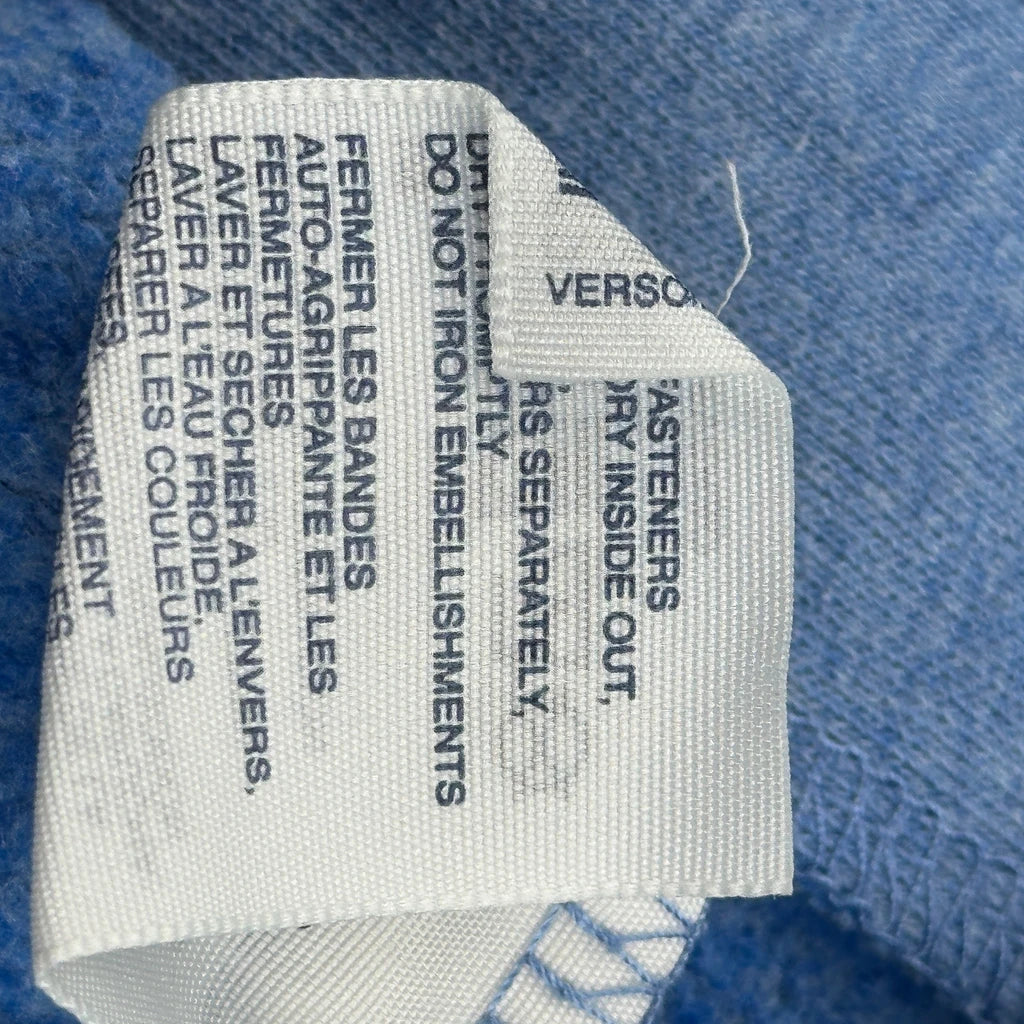 FASTENERS
DRY INSIDE OUT,
RS SEPARATELY,
DO NOT IRON EMBELLISHMENTS
FERMER LES BANDES
AUTO-AGRIPPANTE ET LES
FERMETURES
LAVER ET SECHER A L'ENVERS,
LAVER A L'EAU FROIDE,
SEPARER LES COULEURS
VERSO